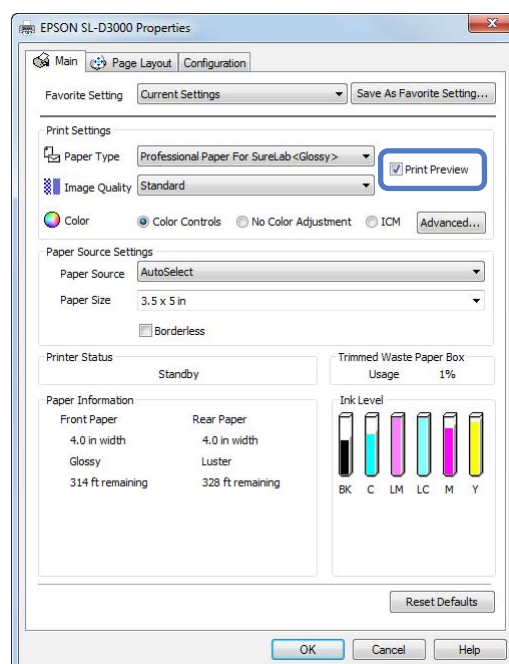 EPSON SL-D3000 Properties
Main Page Layout Configuration
Favorite Setting Current Settings Save As Favorite Setting...
Print Settings
Paper Type Professional Paper For SureLab<Glossy>
Print Preview
Image Quality Standard
Color Color Controls No Color Adjustment ICM Advanced...
Paper Source Settings
Paper Source AutoSelect
Paper Size 3.5 x 5 in
Borderless
Printer Status Trimmed Waste Paper Box
Standby Usage 1%
Paper Information Ink Level
Front Paper Rear Paper
4.0 in width 4.0 in width
Glossy Luster
314 ft remaining 328 ft remaining
BK C LM LC M Y
Reset Defaults
OK Cancel Help